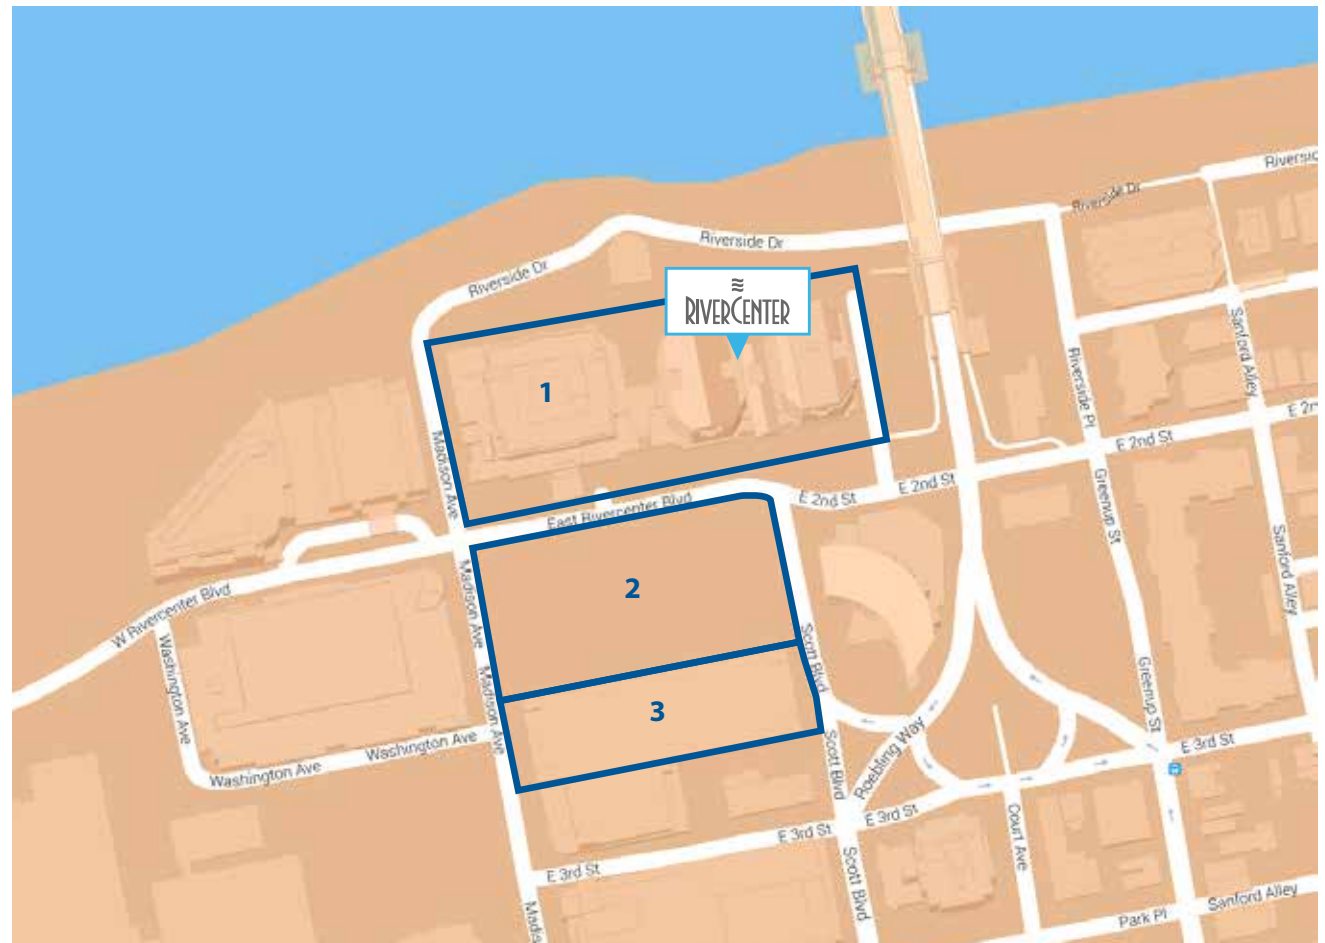 Riversid
Riverside Dr
Riverside Dr
Riverside Dr
RIVERCENTER
Sanford Alley
Riverside Pl
1
E 2n
E 2nd St
Madison Ave
E 2nd St
E 2nd St
East Rivercenter Blvd
Greenup St
Sanford Alley
2
Madison Ave
W Rivercenter Blvd
Washington Ave
Scott Blvd
Madison Ave
3
Greenup St
Washington Ave
Washington Ave
Roebling Way
E 3rd St
Scott Blvd
E 3rd St
E 3rd St
Court Ave
E 3rd St
Scott Blvd
Madis
Park Pl
Sanford Alley